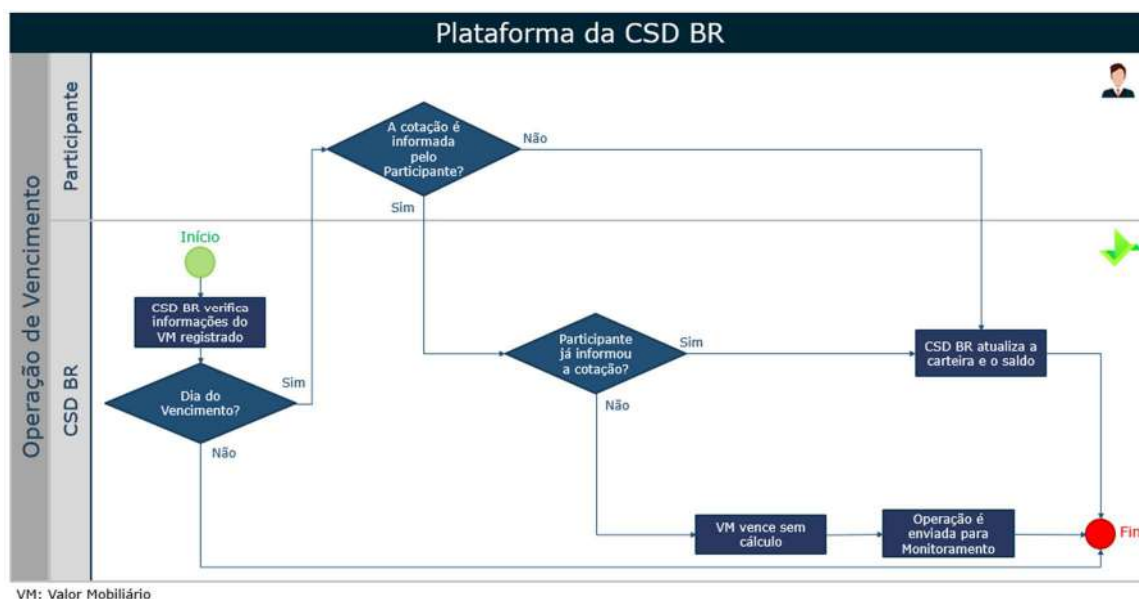 Plataforma da CSD BR
Operação de Vencimento
Participante
A cotação é
informada
pelo
Participante?
Não
Sim
CSD BR
Início
CSD BR verifica
informações do
VM registrado
Dia do
Vencimento?
Sim
Não
Participante
já informou
a cotação?
Sim
Não
CSD BR atualiza a
carteira e o saldo
VM vence sem
cálculo
Operação é
enviada para
Monitoramento
Fim
VM: Valor Mobiliário